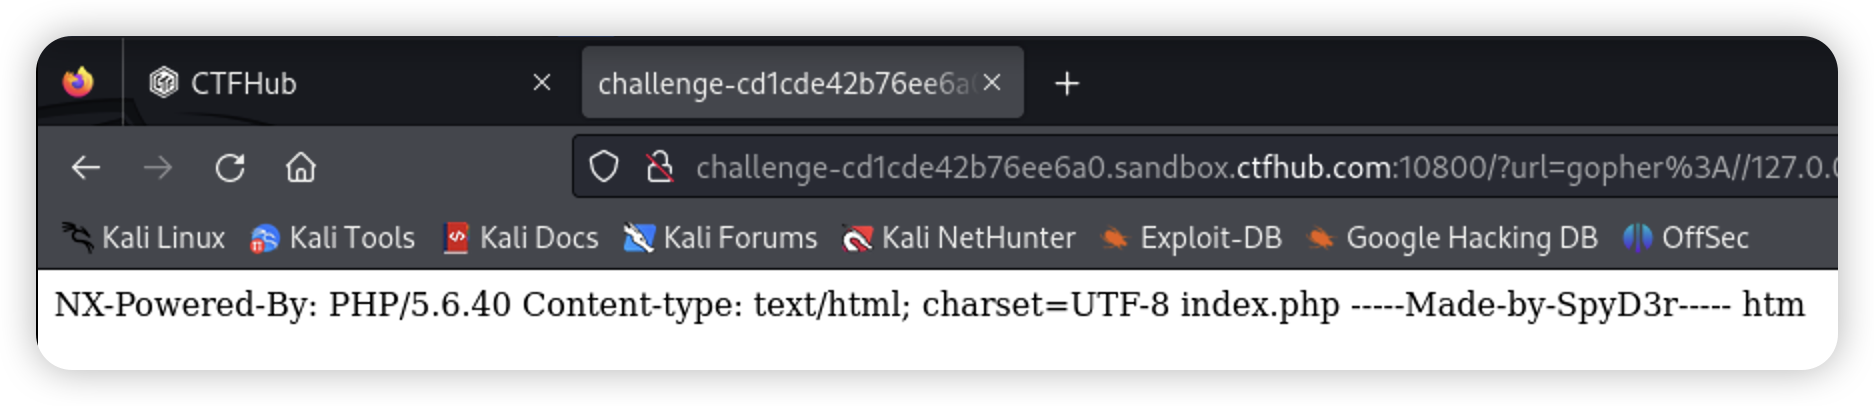 CTFHub
challenge-cd1cde42b76ee6a
challenge-cd1cde42b76ee6a0.sandbox.ctfhub.com:10800/?url=gopher%3A//127.0.
Kali Linux Kali Tools Kali Docs Kali Forums Kali NetHunter Exploit-DB Google Hacking DB OffSec
NX-Powered-By: PHP/5.6.40 Content-type: text/html; charset=UTF-8 index.php -----Made-by-SpyD3r----- htm